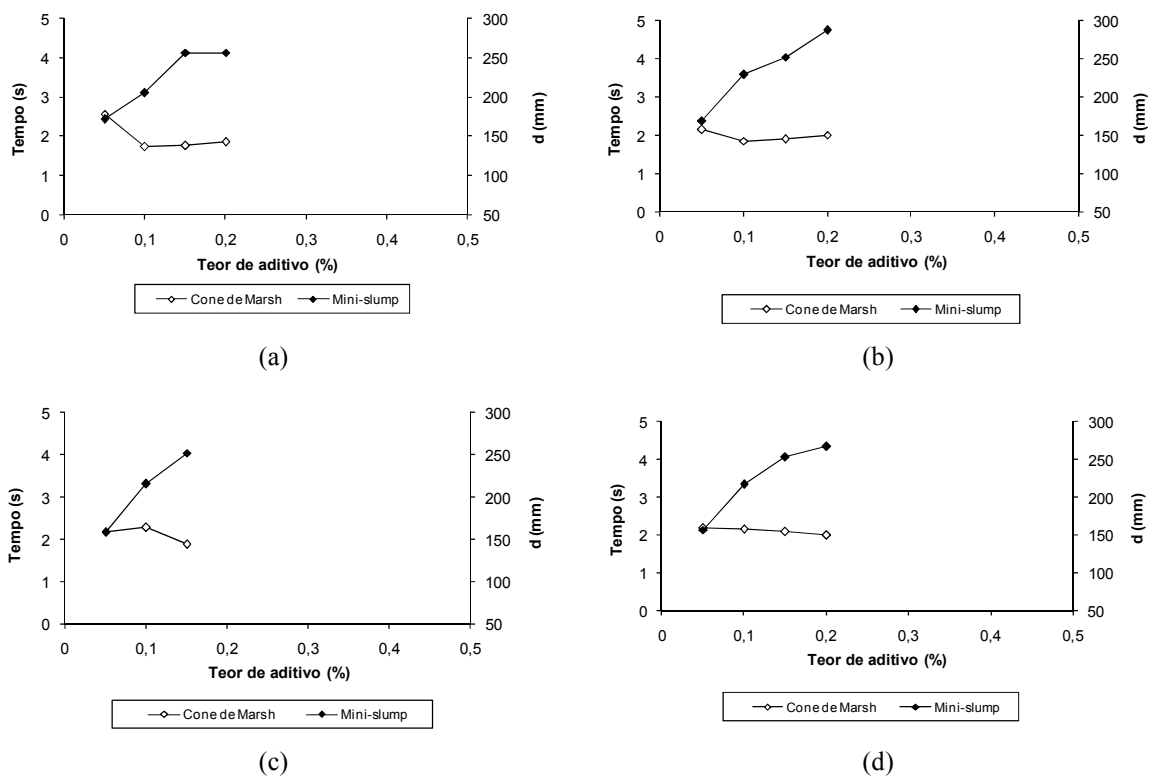 5
4
3
2
1
0
Tempo (s)
300
250
200
150
100
50
d (mm)
0 0,1 0,2 0,3 0,4 0,5
Teor de aditivo (%)
Cone de Marsh Mini-slump
(a)
5
4
3
2
1
0
Tempo (s)
300
250
200
150
100
50
d (mm)
0 0,1 0,2 0,3 0,4 0,5
Teor de aditivo (%)
Cone de Marsh Mini-slump
(b)
5
4
3
2
1
0
Tempo (s)
300
250
200
150
100
50
d (mm)
0 0,1 0,2 0,3 0,4 0,5
Teor de aditivo (%)
Cone de Marsh Mini-slump
(c)
5
4
3
2
1
0
Tempo (s)
300
250
200
150
100
50
d (mm)
0 0,1 0,2 0,3 0,4 0,5
Teor de aditivo (%)
Cone de Marsh Mini-slump
(d)